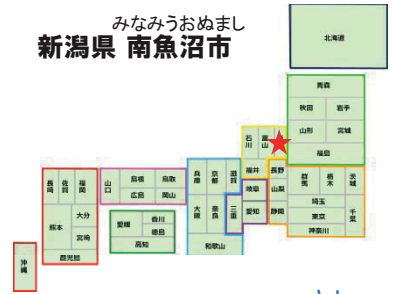 みなみうおぬまし
新潟県 南魚沼市
北海道
青森
秋田 岩手
山形 宮城
福島
石川 富山
福井 長野
岐阜 山梨
愛知 静岡
群馬 栃木 茨城
埼玉
東京 千葉
神奈川
兵庫 京都 滋賀
大阪 奈良 三重
和歌山
山口 島根 鳥取
広島 岡山
愛媛 香川
徳島
高知
長崎 佐賀 福岡
熊本 大分
宮崎
鹿児島
沖縄